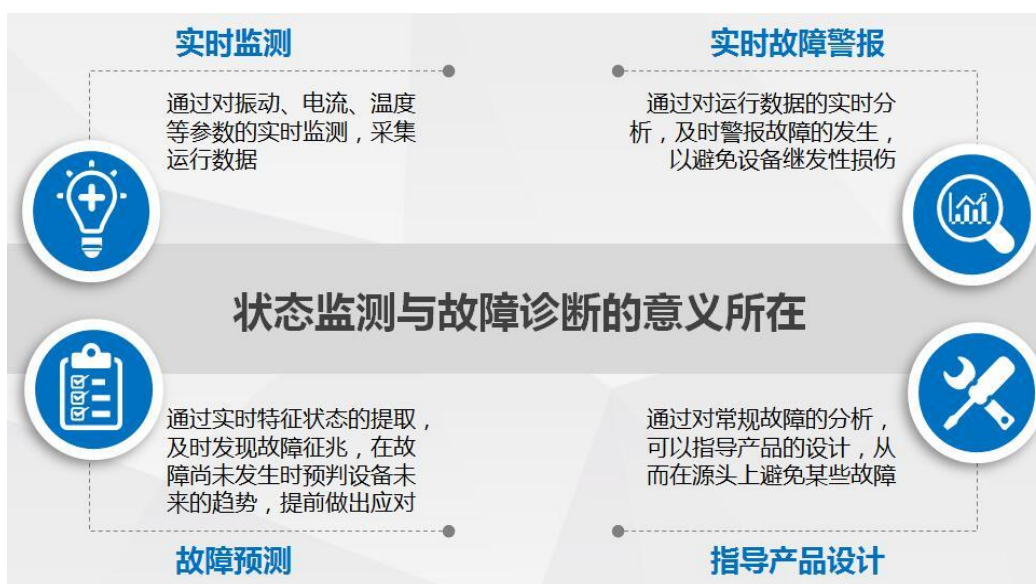 实时监测
通过对振动、电流、温度
等参数的实时监测，采集
运行数据
实时故障警报
通过对运行数据的实时分
析，及时警报故障的发生，
以避免设备继发性损伤
状态监测与故障诊断的意义所在
通过实时特征状态的提取，
及时发现故障征兆，在故
障尚未发生时预判设备未
来的趋势，提前做出应对
故障预测
通过对常规故障的分析，
可以指导产品的设计，从
而在源头上避免某些故障
指导产品设计